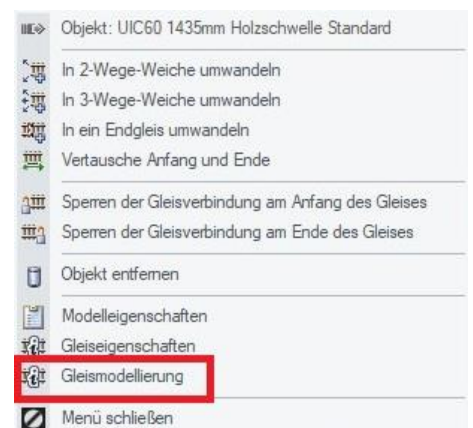 Objekt: UIC60 1435mm Holzschwelle Standard
In 2-Wege-Weiche umwandeln
In 3-Wege-Weiche umwandeln
In ein Endgleis umwandeln
Vertausche Anfang und Ende
Sperren der Gleisverbindung am Anfang des Gleises
Sperren der Gleisverbindung am Ende des Gleises
Objekt entfernen
Modelleigenschaften
Gleiseigenschaften
Gleismodellierung
Menü schließen